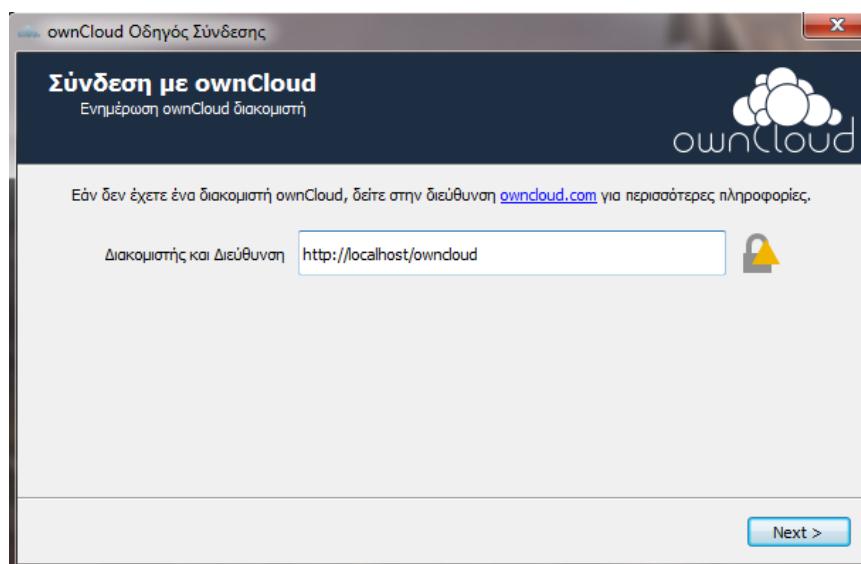 ownCloud Οδηγός Σύνδεσης
Σύνδεση με ownCloud
Ενημέρωση ownCloud διακομιστή
ownCloud
Εάν δεν έχετε ένα διακομιστή ownCloud, δείτε στην διεύθυνση owncloud.com για περισσότερες πληροφορίες.
Διακομιστής και Διεύθυνση http://localhost/owncloud
Next >